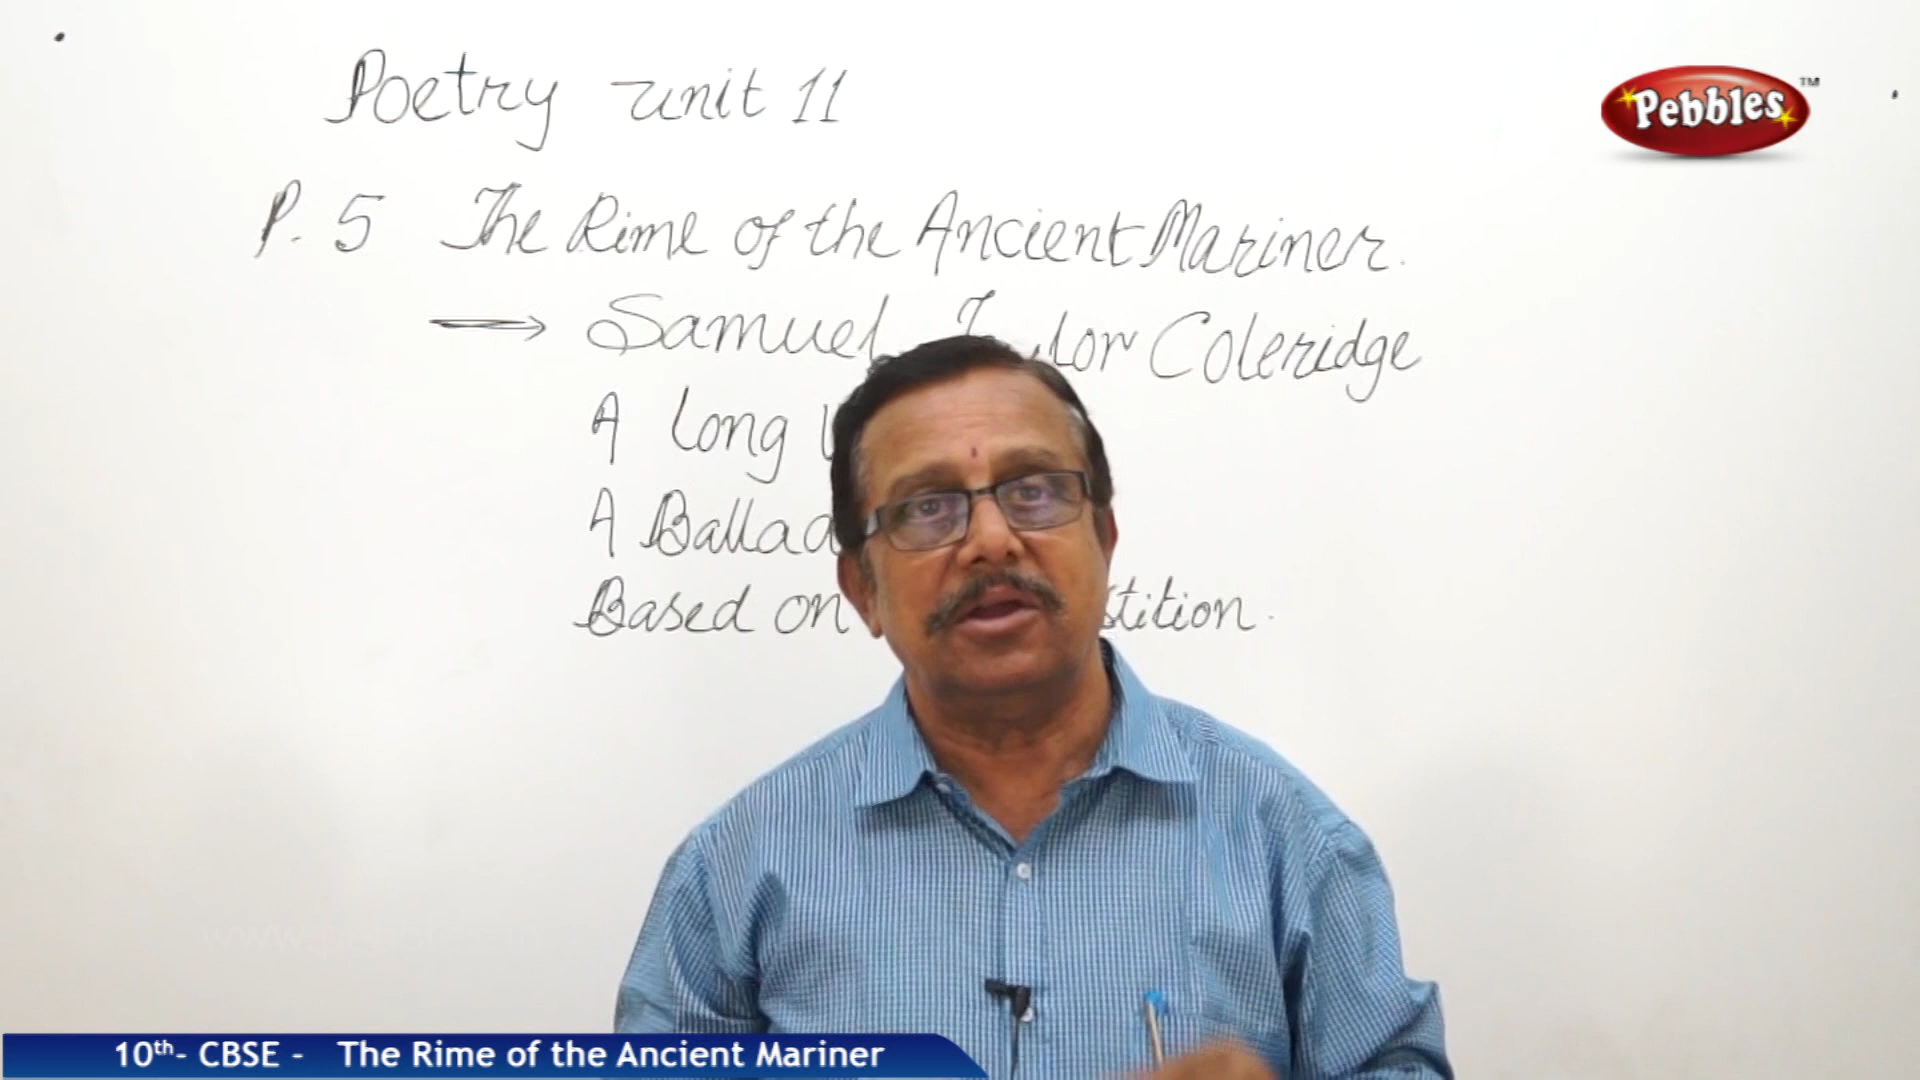 Poetry unit 11
Pebbles TM
P. 5 The Rime of the Ancient Mariner.
Samuel Coleridge
A Long
A Ballad
Based on
10th- CBSE - The Rime of the Ancient Mariner